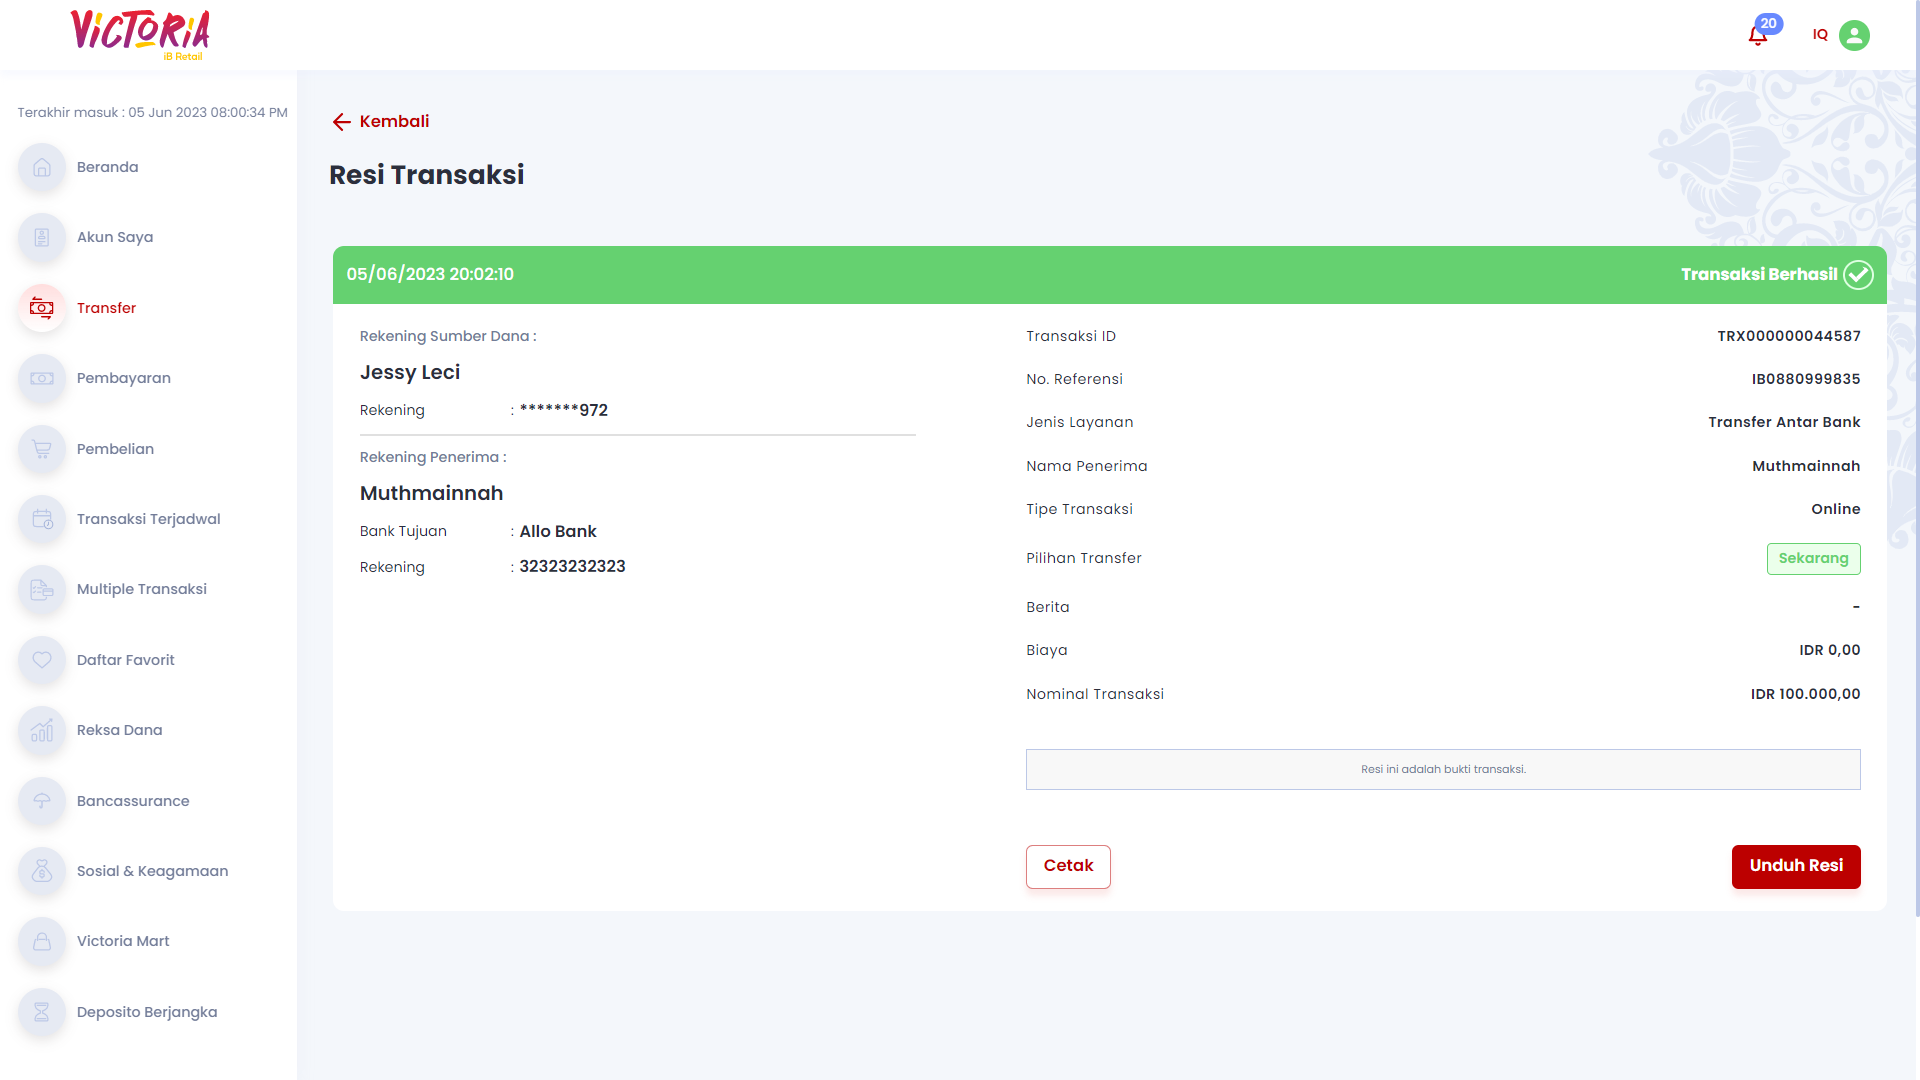 VICTORIA
iB Retail
20
IQ
Terakhir masuk : 05 Jun 2023 08:00:34 PM
Beranda
Akun Saya
Transfer
Pembayaran
Pembelian
Transaksi Terjadwal
Multiple Transaksi
Daftar Favorit
Reksa Dana
Bancassurance
Sosial & Keagamaan
Victoria Mart
Deposito Berjangka
Kembali
Resi Transaksi
05/06/2023 20:02:10
Transaksi Berhasil
Rekening Sumber Dana :
Jessy Leci
Rekening : *******972
Rekening Penerima :
Muthmainnah
Bank Tujuan : Allo Bank
Rekening : 32323232323
Transaksi ID TRX000000044587
No. Referensi IB0880999835
Jenis Layanan Transfer Antar Bank
Nama Penerima Muthmainnah
Tipe Transaksi Online
Pilihan Transfer Sekarang
Berita -
Biaya IDR 0,00
Nominal Transaksi IDR 100.000,00
Resi ini adalah bukti transaksi.
Cetak
Unduh Resi